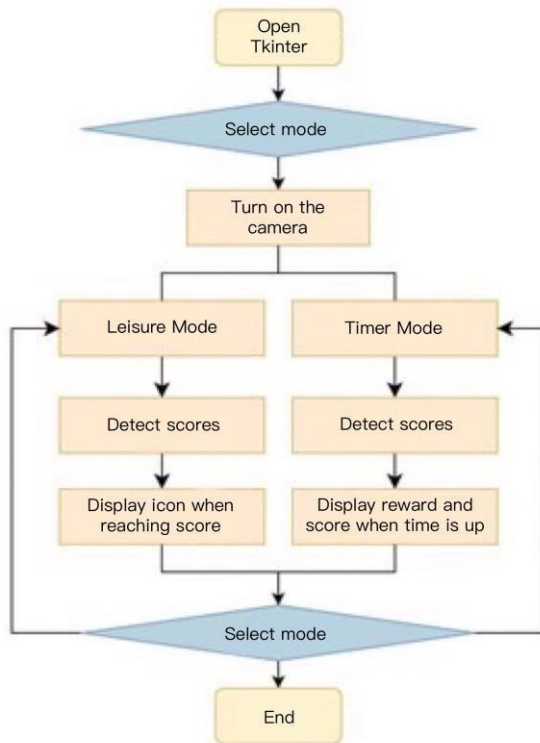 Open
Tkinter
Select mode
Turn on the
camera
Leisure Mode
Timer Mode
Detect scores
Detect scores
Display icon when
reaching score
Display reward and
score when time is up
Select mode
End